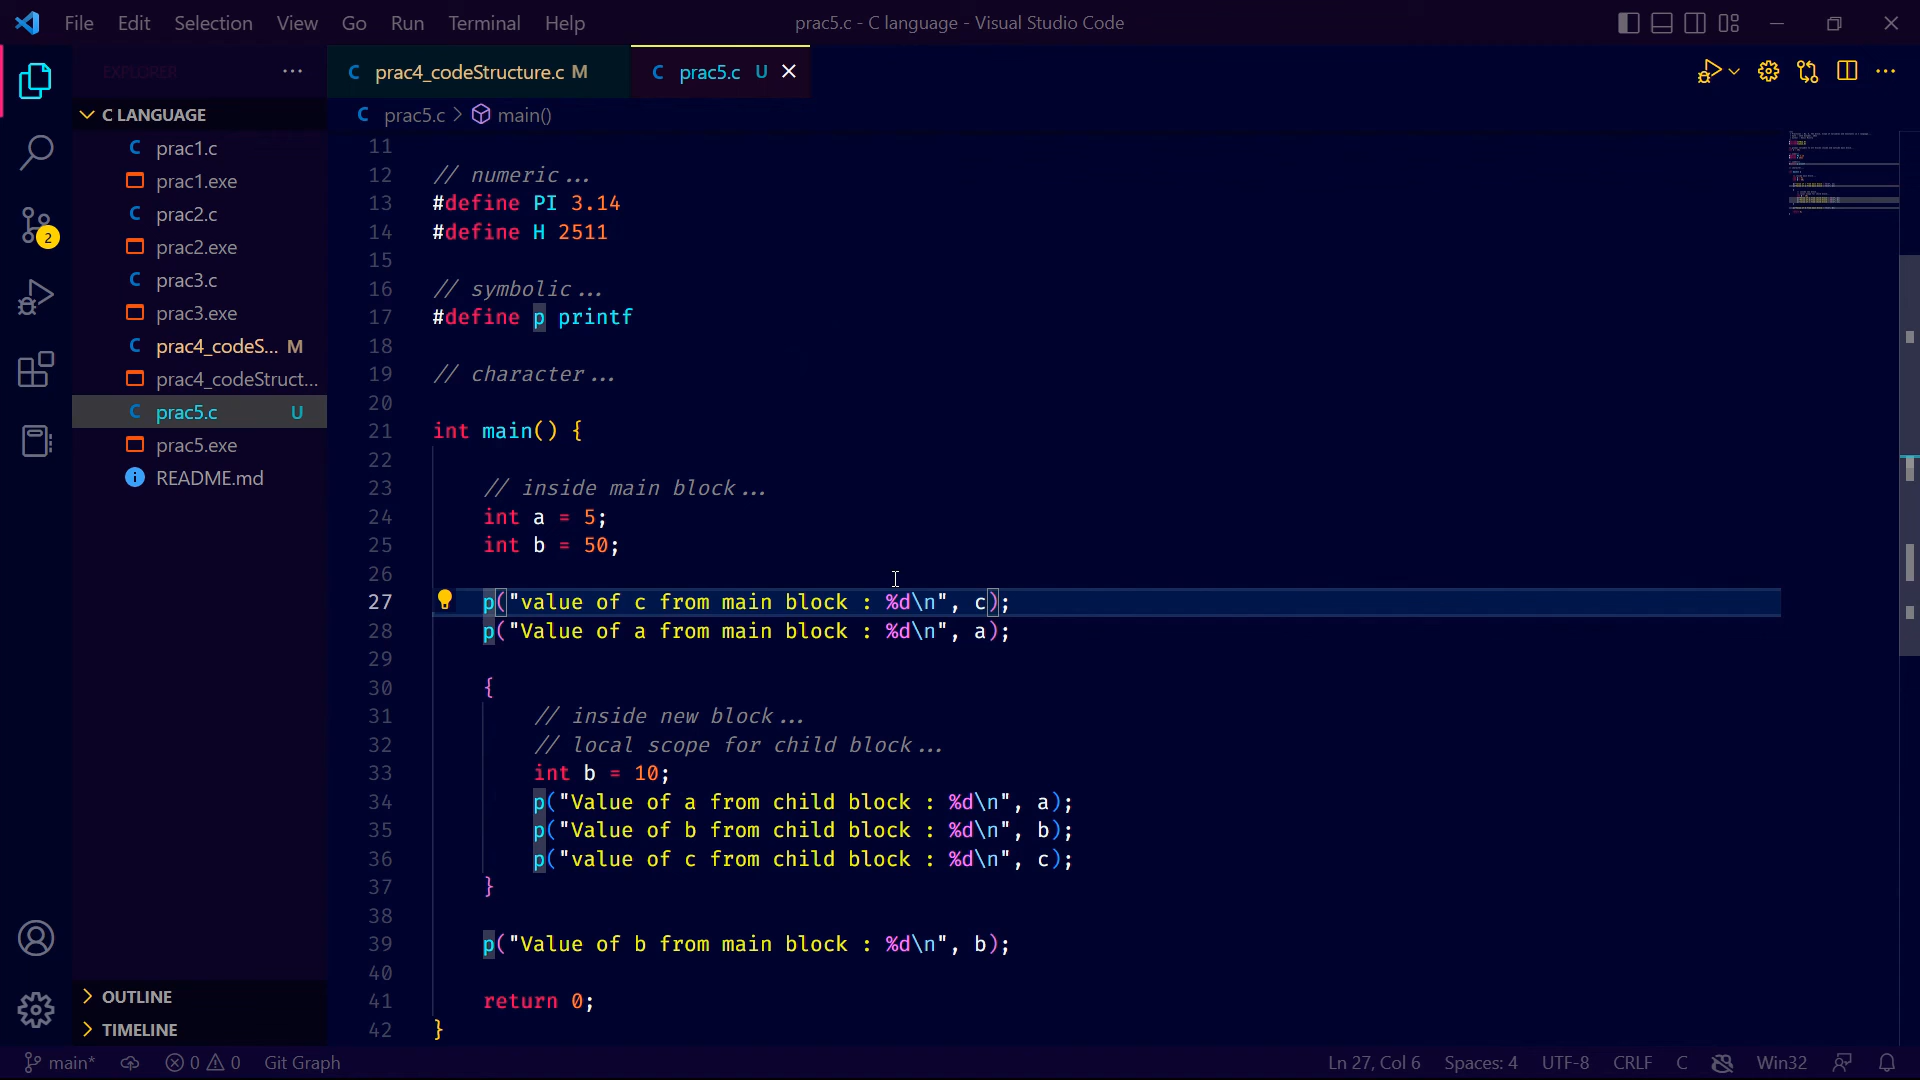 File Edit Selection View Go Run Terminal Help
prac5.c - C language - Visual Studio Code
EXPLORER
C LANGUAGE
C prac1.c
prac1.exe
C prac2.c
prac2.exe
C prac3.c
prac3.exe
C prac4_codeS... M
prac4_codeStruct...
C prac5.c U
prac5.exe
README.md
2
OUTLINE
TIMELINE
C prac4_codeStructure.c M
C prac5.c U
C prac5.c > main()
11
12 // numeric...
13 #define PI 3.14
14 #define H 2511
15
16 // symbolic...
17 #define p printf
18
19 // character...
20
21 int main() {
22
23 // inside main block...
24 int a = 5;
25 int b = 50;
26
27 p("value of c from main block : %d\n", c);
28 p("Value of a from main block : %d\n", a);
29
30 {
31 // inside new block...
32 // local scope for child block...
33 int b = 10;
34 p("Value of a from child block : %d\n", a);
35 p("Value of b from child block : %d\n", b);
36 p("value of c from child block : %d\n", c);
37 }
38
39 p("Value of b from main block : %d\n", b);
40
41 return 0;
42 }
main* 0 0 Git Graph
Ln 27, Col 6 Spaces: 4 UTF-8 CRLF C Win32